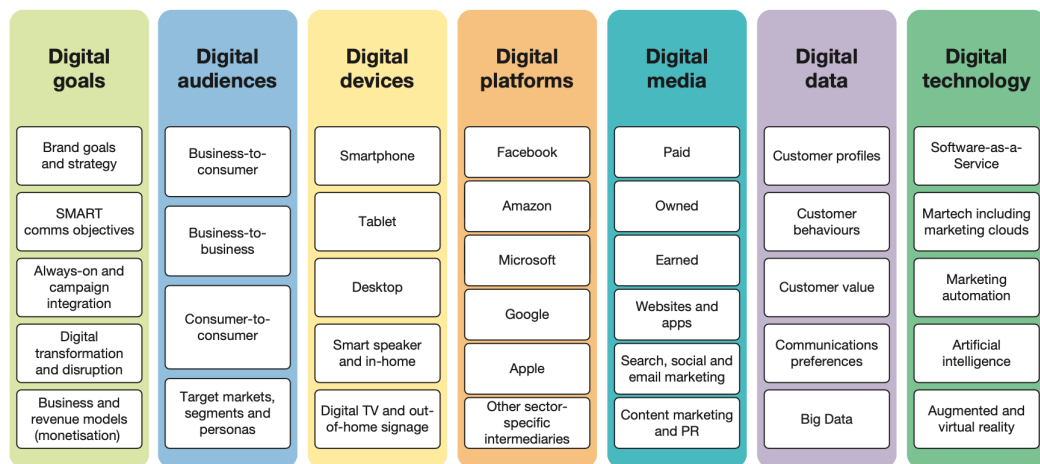 Digital
goals
Brand goals
and strategy
SMART
comms objectives
Always-on and
campaign
integration
Digital
transformation
and disruption
Business and
revenue models
(monetisation)
Digital
audiences
Business-to-
consumer
Business-to-
business
Consumer-to-
consumer
Target markets,
segments and
personas
Digital
devices
Smartphone
Tablet
Desktop
Smart speaker
and in-home
Digital TV and out-
of-home signage
Digital
platforms
Facebook
Amazon
Microsoft
Google
Apple
Other sector-
specific
intermediaries
Digital
media
Paid
Owned
Earned
Websites and
apps
Search, social and
email marketing
Content marketing
and PR
Digital
data
Customer profiles
Customer
behaviours
Customer value
Communications
preferences
Big Data
Digital
technology
Software-as-a-
Service
Martech including
marketing clouds
Marketing
automation
Artificial
intelligence
Augmented and
virtual reality